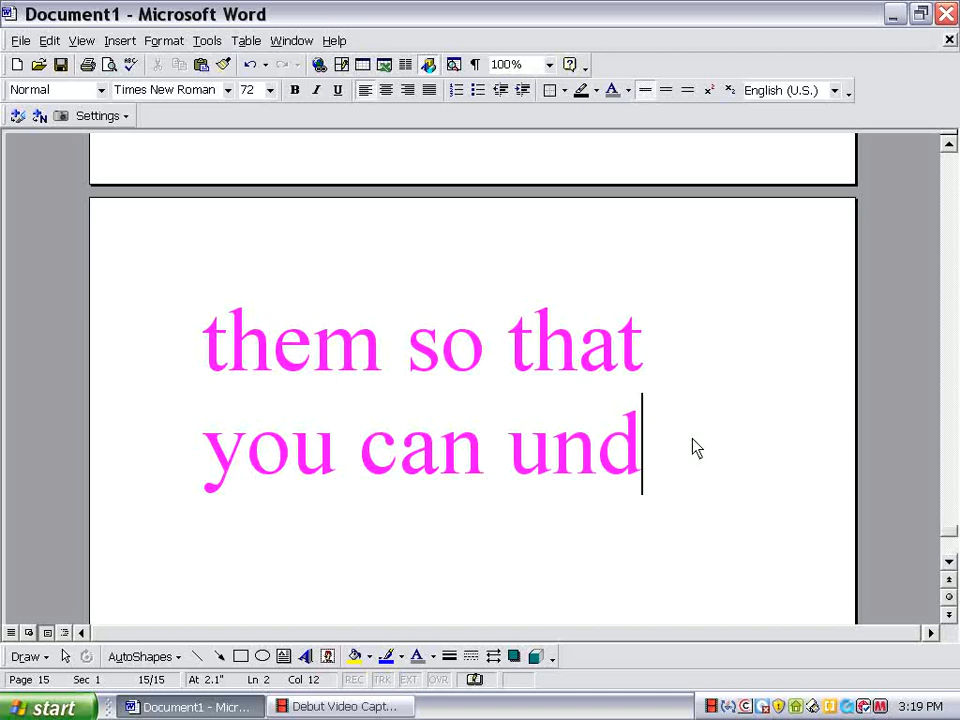 Document1 - Microsoft Word
File Edit View Insert Format Tools Table Window Help
100%
Normal Times New Roman 72 B I U English (U.S.)
Settings
them so that
you can und
Draw AutoShapes
Page 15 Sec 1 15/15 At 2.1" Ln 2 Col 12 REC TRK EXT OVR
start Document1 - Micr... Debut Video Capt... 3:19 PM